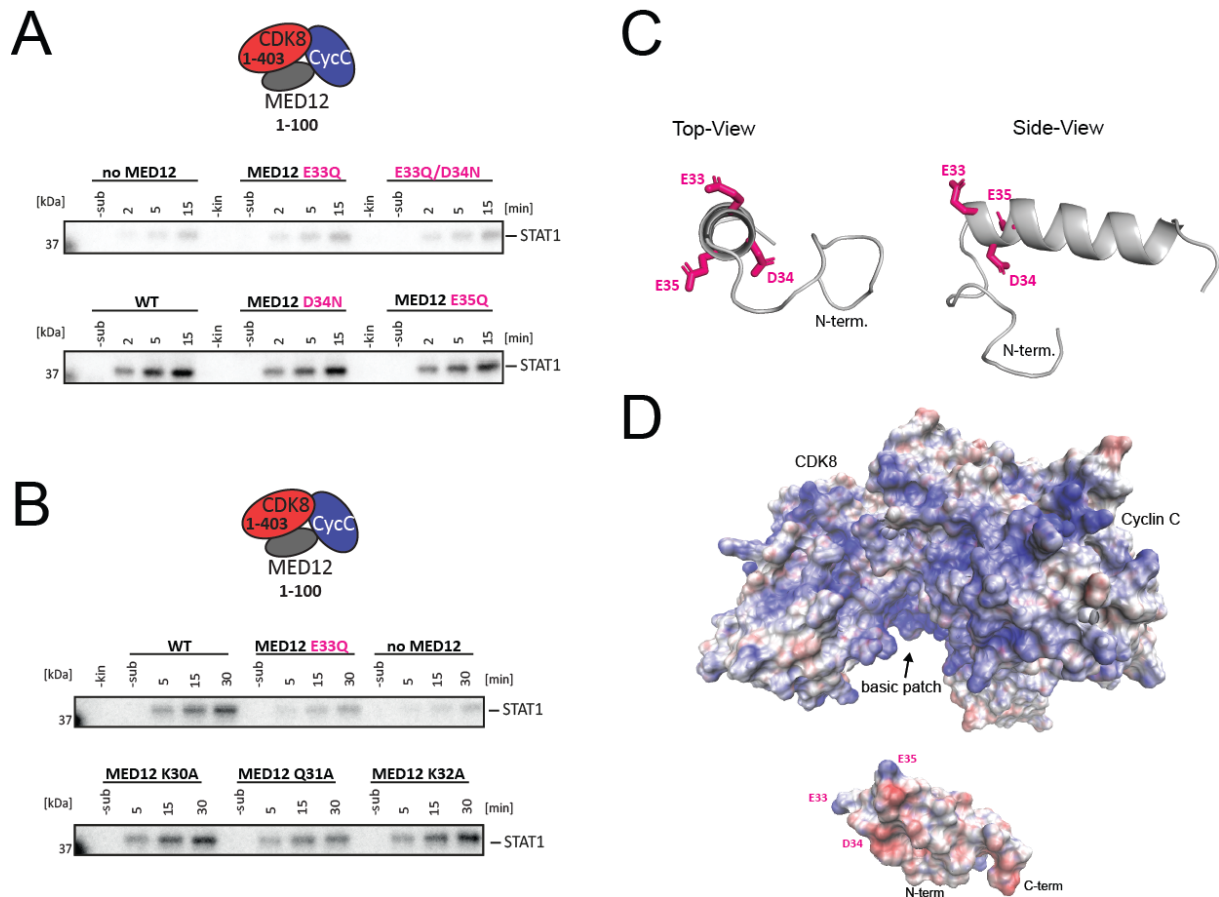 A
CDK8
1-403
CycC
MED12
1-100
no MED12 MED12 E33Q E33Q/D34N
[kDa] -sub 2 5 15 -kin -sub 2 5 15 -kin -sub 2 5 15 [min]
37 STAT1
WT MED12 D34N MED12 E35Q
[kDa] -sub 2 5 15 -kin -sub 2 5 15 -kin -sub 2 5 15 [min]
37 STAT1
B
CDK8
1-403
CycC
MED12
1-100
WT MED12 E33Q no MED12
[kDa] -kin -sub 5 15 30 -sub 5 15 30 -sub 5 15 30 [min]
37 STAT1
MED12 K30A MED12 Q31A MED12 K32A
[kDa] -sub 5 15 30 -sub 5 15 30 -sub 5 15 30 [min]
37 STAT1
C
Top-View Side-View
E33
E35
D34
N-term.
E33
E35
D34
N-term.
D
CDK8
Cyclin C
basic patch
E35
E33
D34
N-term
C-term